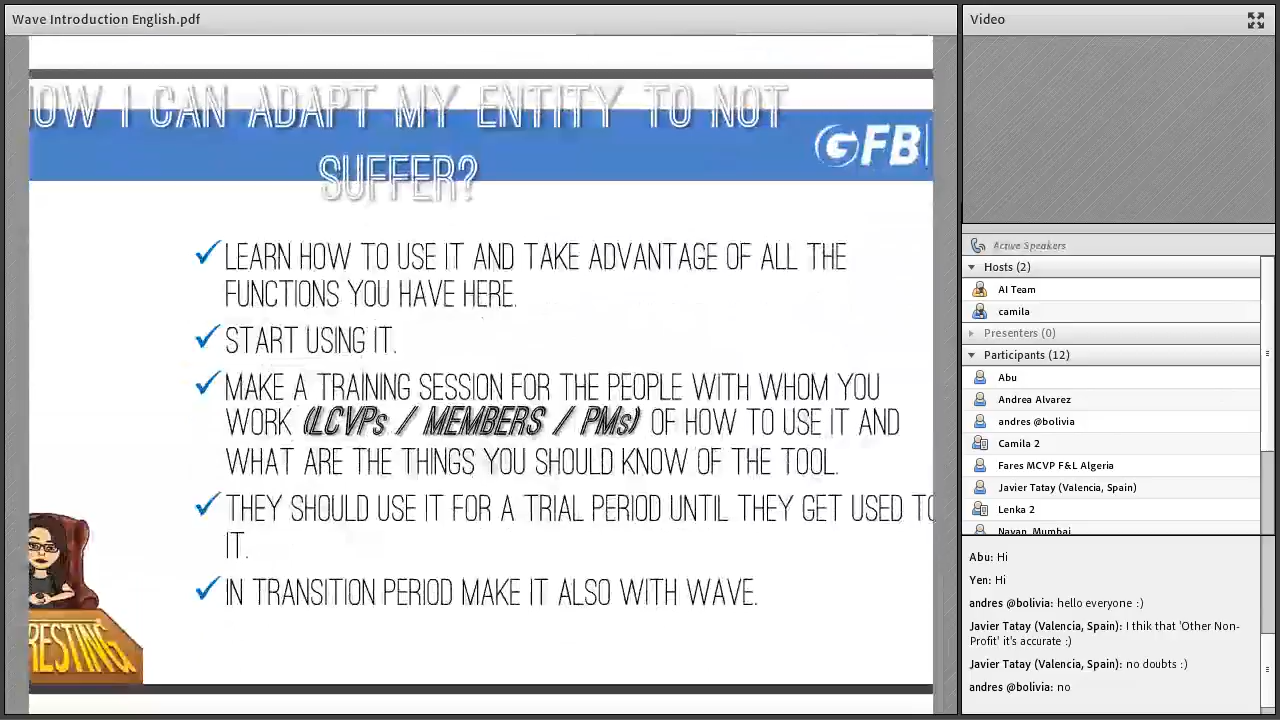 Wave Introduction English.pdf
OW I CAN ADAPT MY ENTITY TO NOT
SUFFER?
GFB
LEARN HOW TO USE IT AND TAKE ADVANTAGE OF ALL THE
FUNCTIONS YOU HAVE HERE.
START USING IT.
MAKE A TRAINING SESSION FOR THE PEOPLE WITH WHOM YOU
WORK (LCVPs / MEMBERS / PMs) OF HOW TO USE IT AND
WHAT ARE THE THINGS YOU SHOULD KNOW OF THE TOOL.
THEY SHOULD USE IT FOR A TRIAL PERIOD UNTIL THEY GET USED TO
IT.
IN TRANSITION PERIOD MAKE IT ALSO WITH WAVE.
RESTING
Video
Active Speakers
Hosts (2)
AI Team
camila
Presenters (0)
Participants (12)
Abu
Andrea Alvarez
andres @bolivia
Camila 2
Fares MCVP F&L Algeria
Javier Tatay (Valencia, Spain)
Lenka 2
Nayan, Mumbai
Abu: Hi
Yen: Hi
andres @bolivia: hello everyone :)
Javier Tatay (Valencia, Spain): I thik that 'Other Non-
Profit' it's accurate :)
Javier Tatay (Valencia, Spain): no doubts :)
andres @bolivia: no